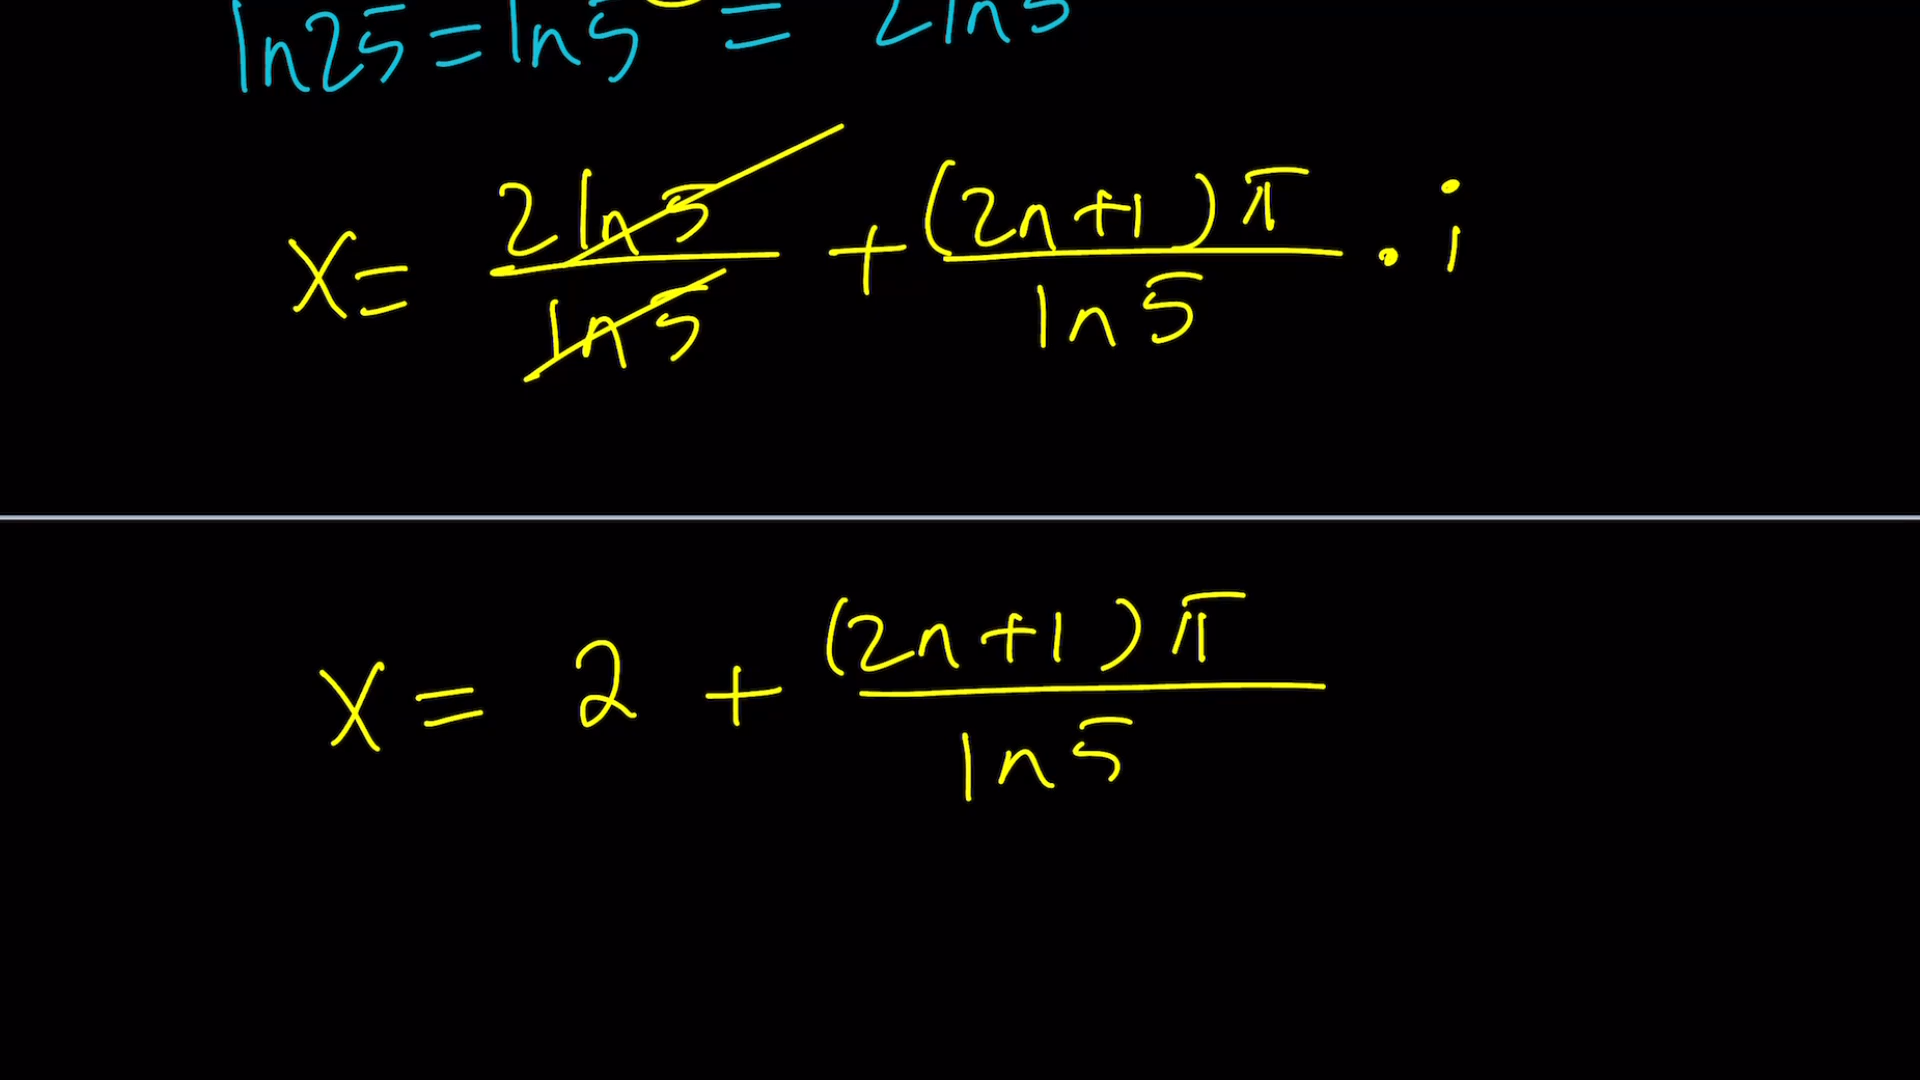 ln25 = ln5 = 2ln5
x = 2ln5/ln5 + (2n+1)π/ln5 · i
x = 2 + (2n+1)π/ln5